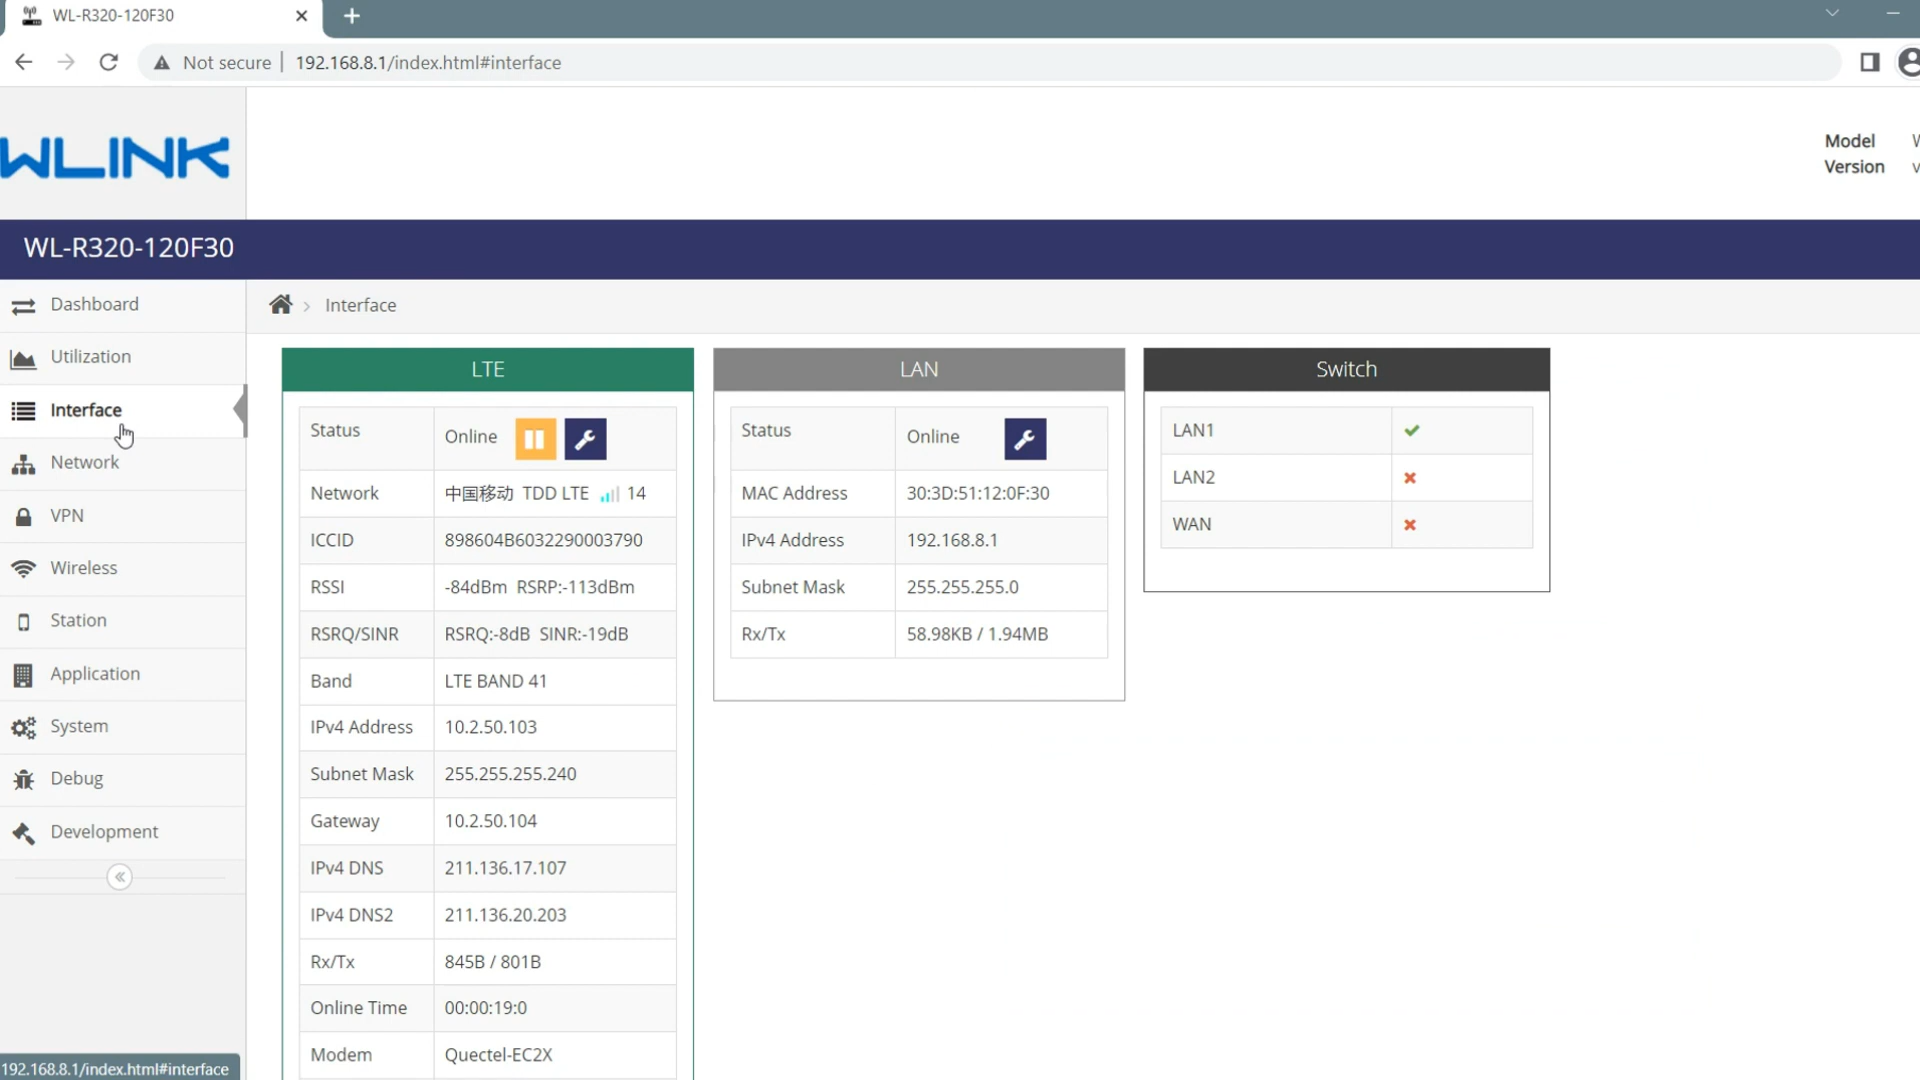 WL-R320-120F30
Not secure | 192.168.8.1/index.html#interface
WLINK
Model
Version
WL-R320-120F30
Dashboard
Utilization
Interface
Network
VPN
Wireless
Station
Application
System
Debug
Development
192.168.8.1/index.html#interface
Interface
LTE
Status Online
Network 中国移动 TDD LTE 14
ICCID 898604B6032290003790
RSSI -84dBm RSRP:-113dBm
RSRQ/SINR RSRQ:-8dB SINR:-19dB
Band LTE BAND 41
IPv4 Address 10.2.50.103
Subnet Mask 255.255.255.240
Gateway 10.2.50.104
IPv4 DNS 211.136.17.107
IPv4 DNS2 211.136.20.203
Rx/Tx 845B / 801B
Online Time 00:00:19:0
Modem Quectel-EC2X
LAN
Status Online
MAC Address 30:3D:51:12:0F:30
IPv4 Address 192.168.8.1
Subnet Mask 255.255.255.0
Rx/Tx 58.98KB / 1.94MB
Switch
LAN1
LAN2
WAN